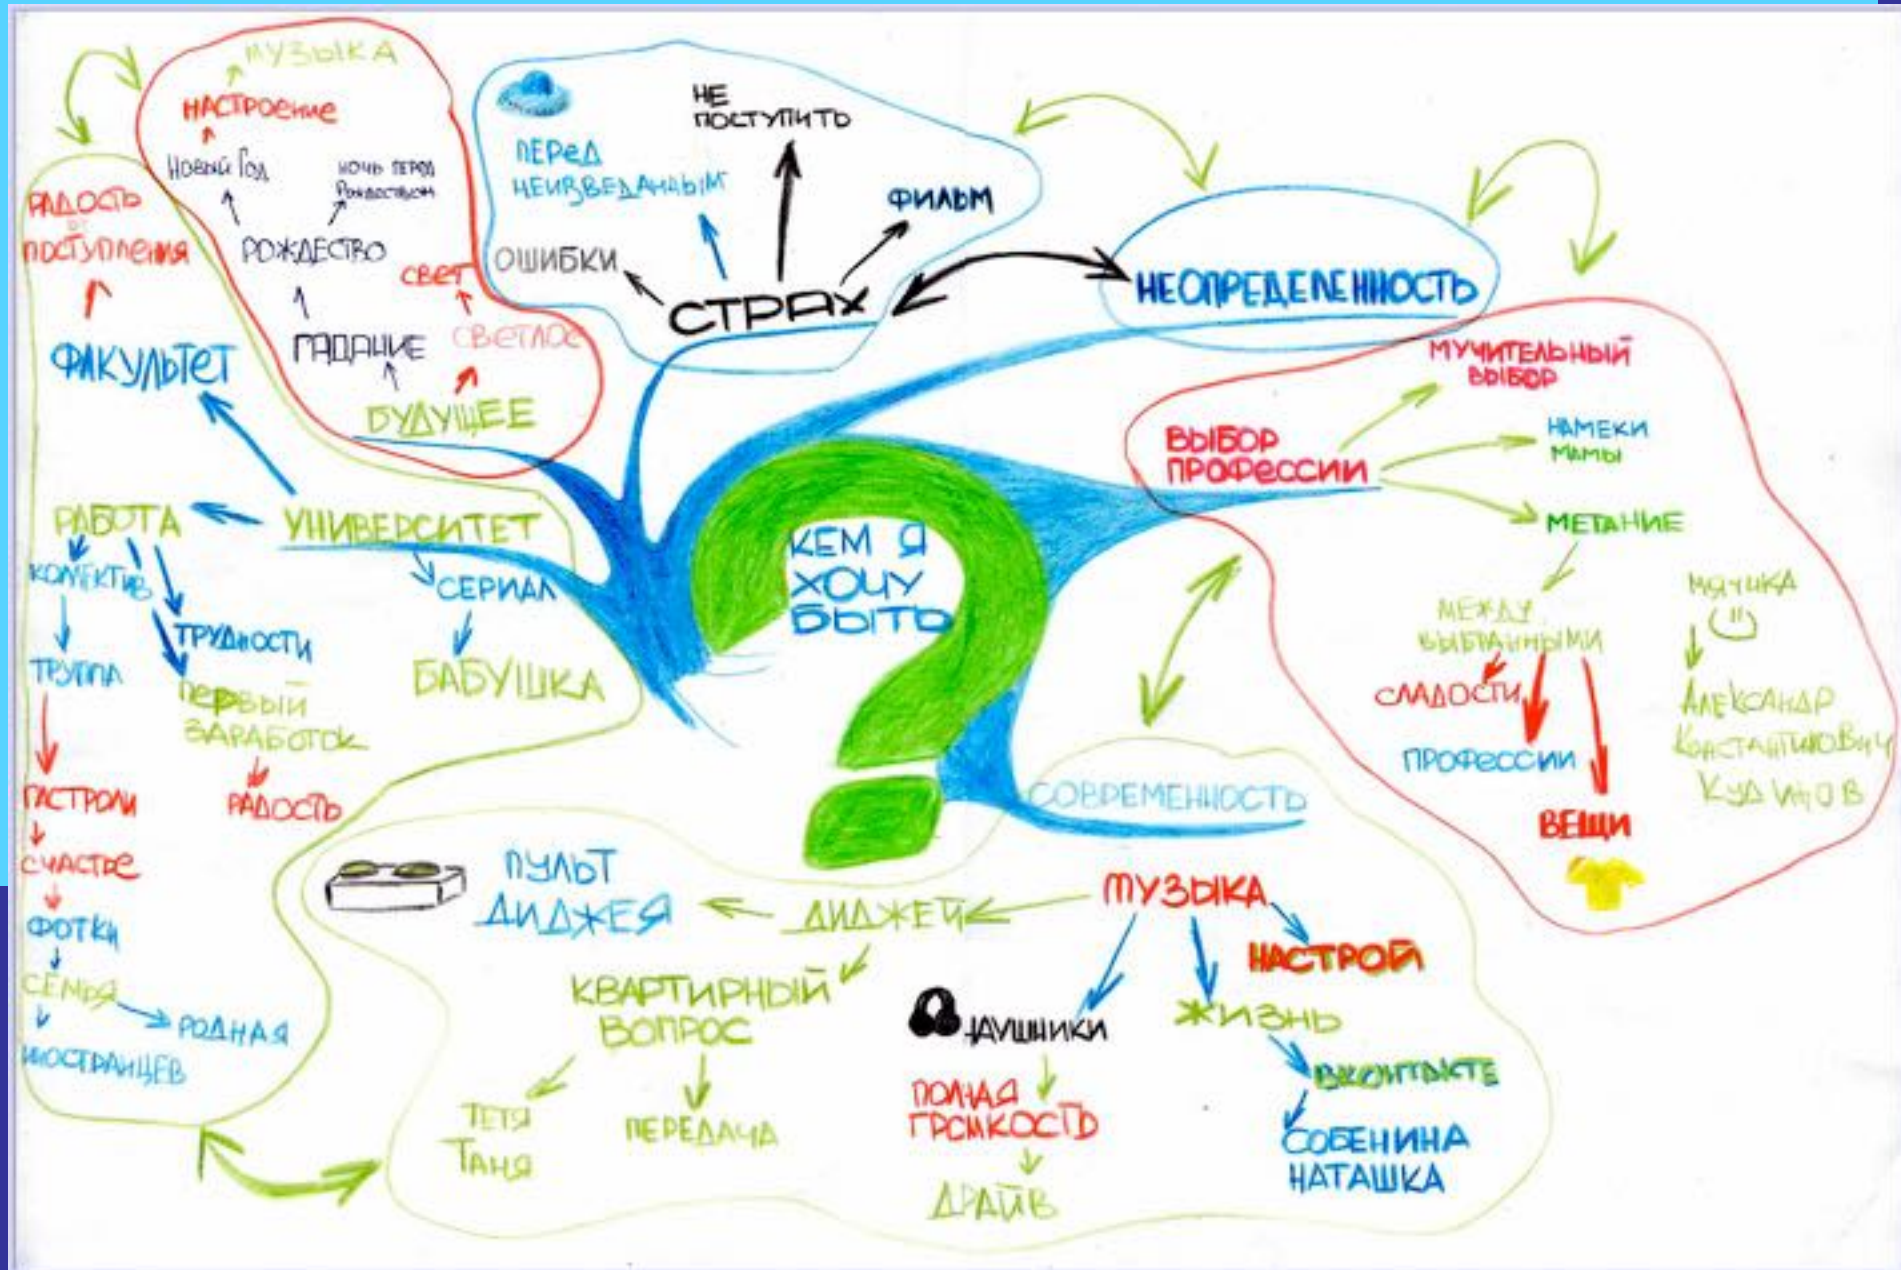 КЕМ Я
ХОЧУ
БЫТЬ
МУЗЫКА
НАСТРОЕНИЕ
НОВЫЙ ГОД
НОЧЬ ПЕРЕД
РОЖДЕСТВОМ
РОЖДЕСТВО
СВЕТ
ГАДАНИЕ
СВЕТЛОЕ
БУДУЩЕЕ
НЕ
ПОСТУПИТЬ
ПЕРЕД
НЕИЗВЕДАННЫМ
ФИЛЬМ
ОШИБКИ
СТРАХ
НЕОПРЕДЕЛЕННОСТЬ
МУЧИТЕЛЬНЫЙ
ВЫБОР
ВЫБОР
ПРОФЕССИИ
НАМЕКИ
МАМЫ
МЕТАНИЕ
МЕЖДУ
ВЫБРАННЫМИ
МЯЧИКА
СЛАДОСТИ
ПРОФЕССИИ
ВЕЩИ
АЛЕКСАНДР
КОНСТАНТИНОВИЧ
КУДИНОВ
РАДОСТЬ
ОТ
ПОСТУПЛЕНИЯ
ФАКУЛЬТЕТ
РАБОТА
УНИВЕРСИТЕТ
КОЛЕКТИВ
СЕРИАЛ
ТРУДНОСТИ
ТРУППА
БАБУШКА
ПЕРВЫЙ
ЗАРАБОТОК
ГАСТРОЛИ
РАДОСТЬ
СЧАСТЬЕ
ФОТКИ
СЕМЬЯ
РОДНАЯ
ИНОСТРАНЦЕВ
СОВРЕМЕННОСТЬ
МУЗЫКА
ПУЛЬТ
ДИДЖЕЯ
ДИДЖЕЙ
НАСТРОЙ
КВАРТИРНЫЙ
ВОПРОС
НАУШНИКИ
ЖИЗНЬ
ВКОНТАКТЕ
ТЕТЯ
ТАНЯ
ПЕРЕДАЧА
ПОЛНАЯ
ГРОМКОСТЬ
ДРАЙВ
СОБЕНИНА
НАТАШКА